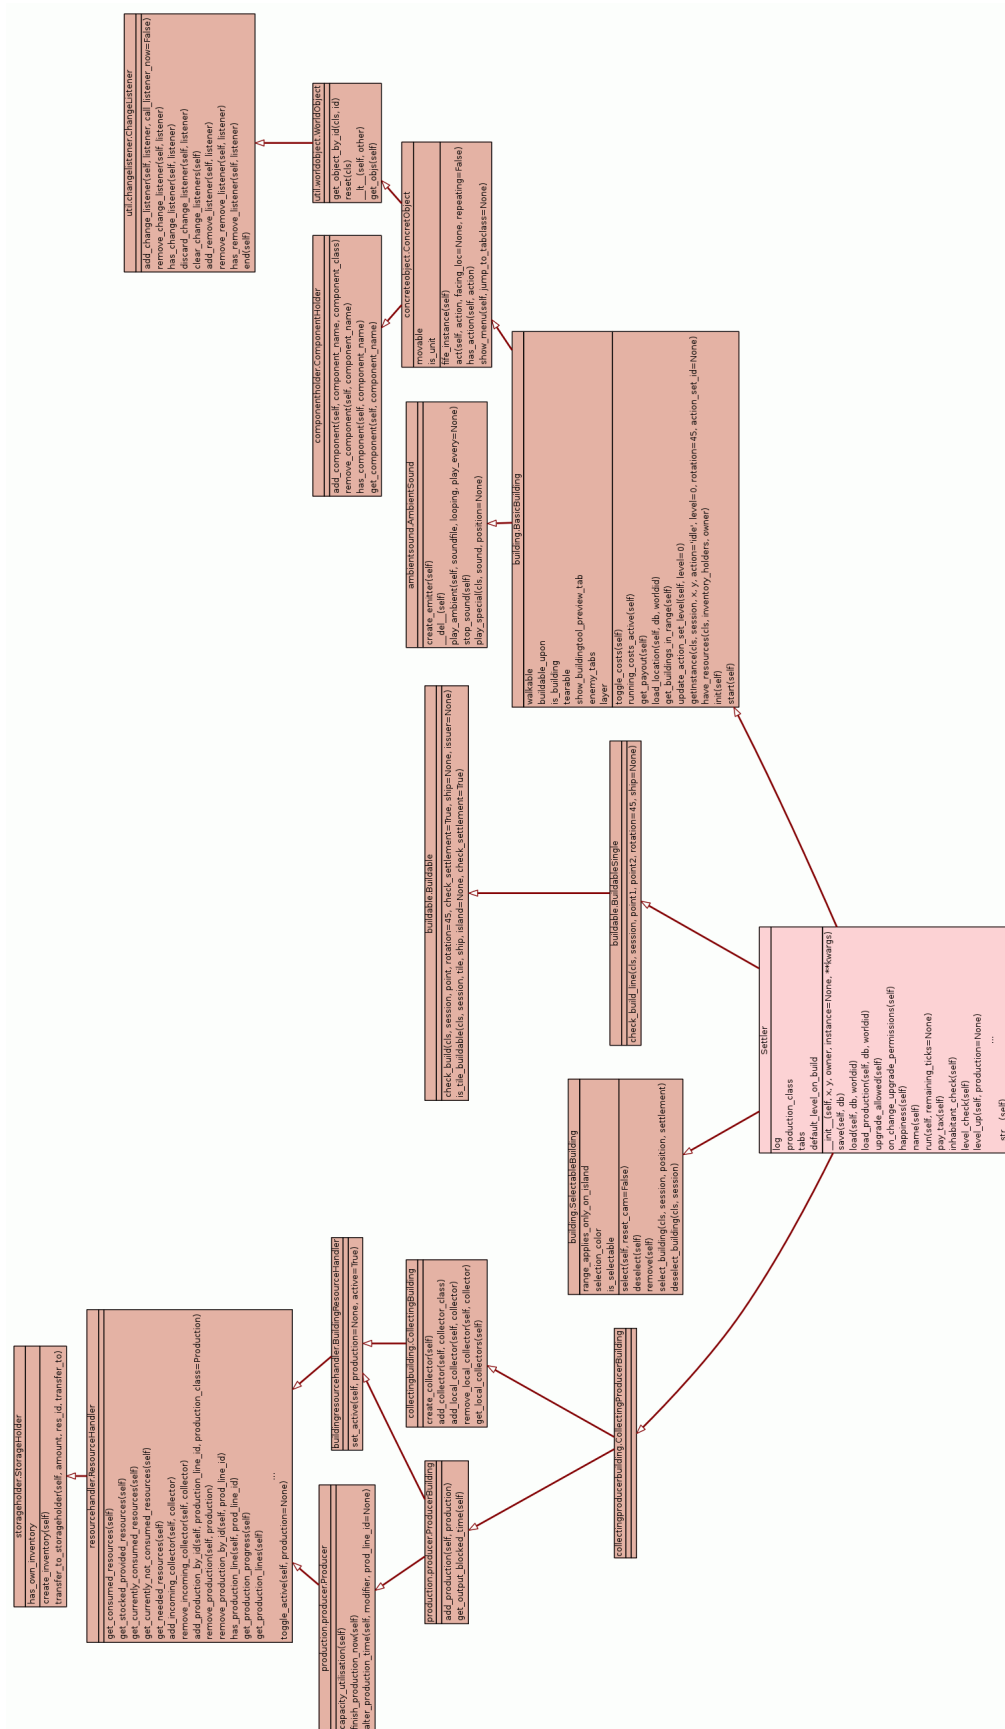 util.changelistener.ChangeListener
add_change_listener(self, listener, call_listener_now=False)
remove_change_listener(self, listener)
has_change_listener(self, listener)
discard_change_listener(self, listener)
clear_change_listeners(self)
add_remove_listener(self, listener)
remove_remove_listener(self, listener)
has_remove_listener(self, listener)
end(self)
util.worldobject.WorldObject
get_object_by_id(cls, id)
reset(cls)
__lt__(self, other)
get_objs(self)
componentholder.ComponentHolder
add_component(self, component_name, component_class)
remove_component(self, component_name)
has_component(self, component_name)
get_component(self, component_name)
concreteobject.ConcretObject
movable
is_unit
fife_instance(self)
act(self, action, facing_loc=None, repeating=False)
has_action(self, action)
show_menu(self, jump_to_tabclass=None)
ambientsound.AmbientSound
create_emitter(self)
__del__(self)
play_ambient(self, soundfile, looping, play_every=None)
stop_sound(self)
play_special(cls, sound, position=None)
building.BasicBuilding
walkable
buildable_upon
is_building
tearable
show_buildingtool_preview_tab
enemy_tabs
layer
toggle_costs(self)
running_costs_active(self)
get_payout(self)
load_location(self, db, worldid)
get_buildings_in_range(self)
update_action_set_level(self, level=0)
getInstance(cls, session, x, y, action='idle', level=0, rotation=45, action_set_id=None)
have_resources(cls, inventory_holders, owner)
init(self)
start(self)
buildable.Buildable
check_build(cls, session, point, rotation=45, check_settlement=True, ship=None, issuer=None)
is_tile_buildable(cls, session, tile, ship, island=None, check_settlement=True)
buildable.BuildableSingle
check_build_line(cls, session, point1, point2, rotation=45, ship=None)
Settler
log
production_class
tabs
default_level_on_build
__init__(self, x, y, owner, instance=None, **kwargs)
save(self, db)
load(self, db, worldid)
load_production(self, db, worldid)
upgrade_allowed(self)
on_change_upgrade_permissions(self)
happiness(self)
name(self)
run(self, remaining_ticks=None)
pay_tax(self)
inhabitant_check(self)
level_check(self)
level_up(self, production=None)
...
__str__(self)
building.SelectableBuilding
range_applies_only_on_island
selection_color
is_selectable
select(self, reset_cam=False)
deselect(self)
remove(self)
select_building(cls, session, position, settlement)
deselect_building(cls, session)
buildingresourcehandler.BuildingResourceHandler
set_active(self, production=None, active=True)
collectingbuilding.CollectingBuilding
create_collector(self)
add_collector(self, collector_class)
add_local_collector(self, collector)
remove_local_collector(self, collector)
get_local_collectors(self)
collectingproducerbuilding.CollectingProducerBuilding
storageholder.StorageHolder
has_own_inventory
create_inventory(self)
transfer_to_storageholder(self, amount, res_id, transfer_to)
resourcehandler.ResourceHandler
get_consumed_resources(self)
get_stocked_provided_resources(self)
get_currently_consumed_resources(self)
get_currently_not_consumed_resources(self)
get_needed_resources(self)
add_incoming_collector(self, collector)
remove_incoming_collector(self, collector)
add_production_by_id(self, production_line_id, production_class=Production)
remove_production(self, production)
remove_production_by_id(self, prod_line_id)
has_production_line(self, prod_line_id)
get_production_progress(self)
get_production_lines(self)
...
toggle_active(self, production=None)
production.producer.Producer
capacity_utilisation(self)
finish_production_now(self)
alter_production_time(self, modifier, prod_line_id=None)
production.producer.ProducerBuilding
add_production(self, production)
get_output_blocked_time(self)